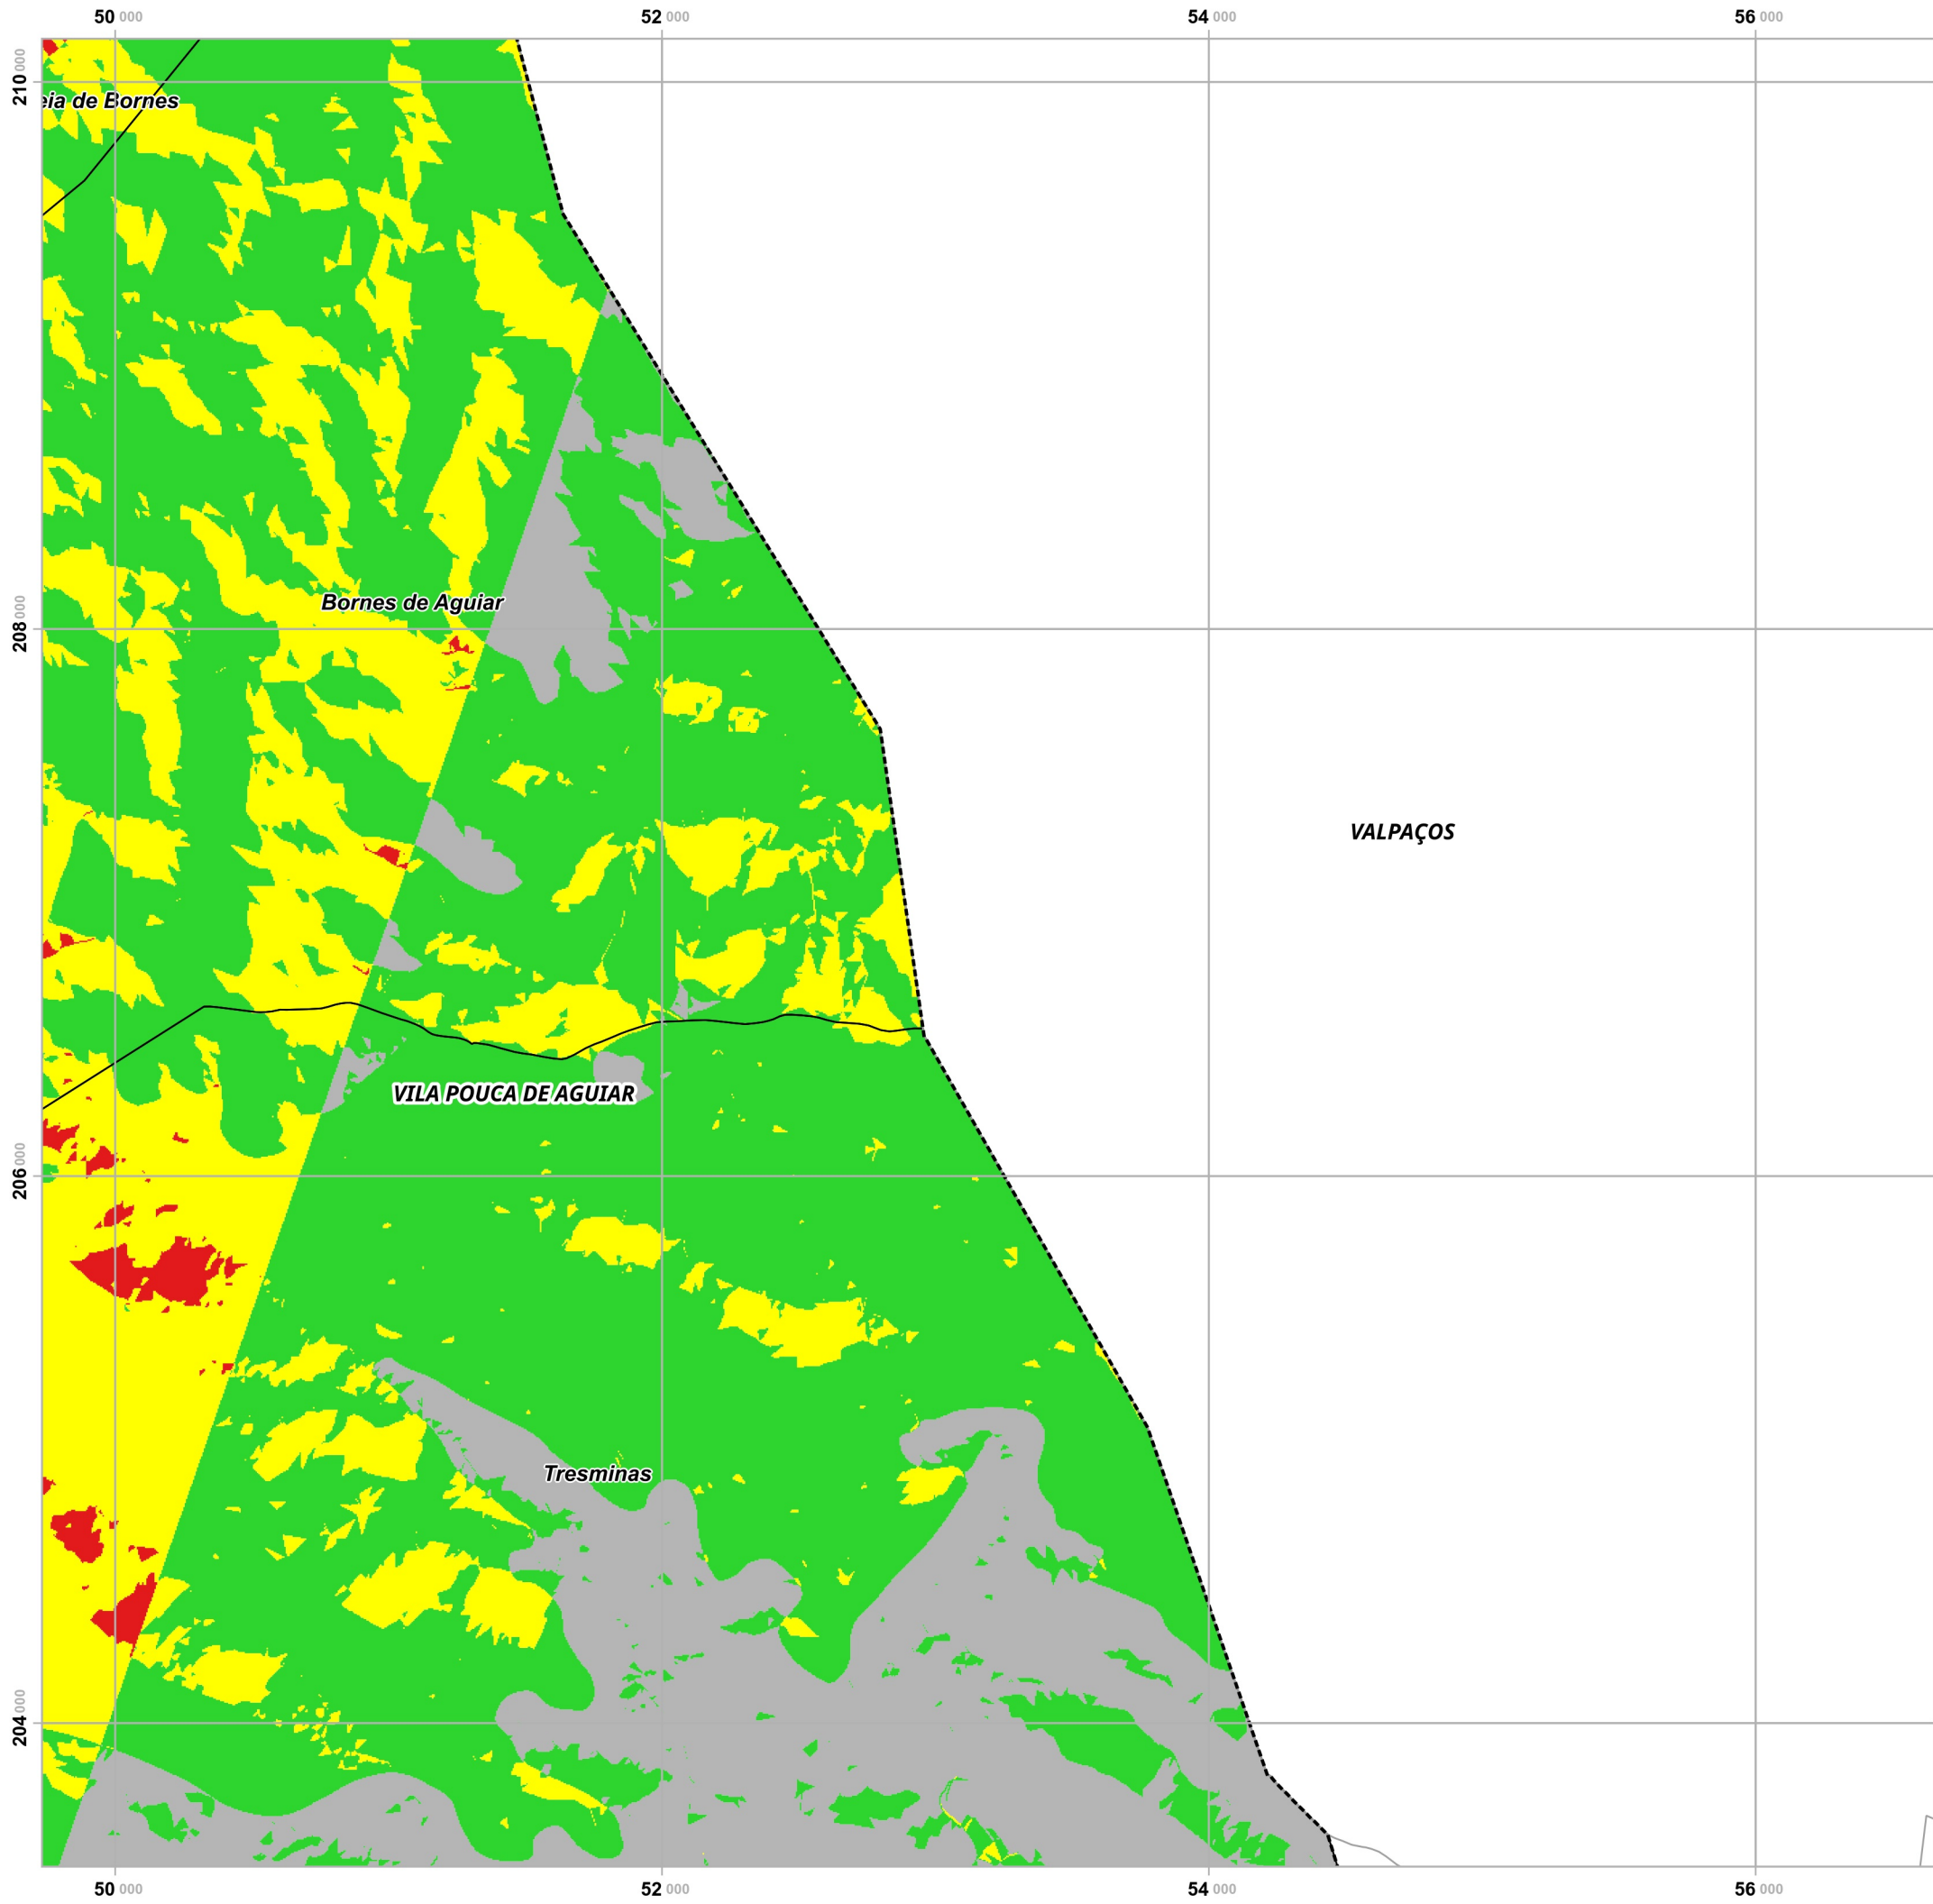 50 000 52 000 54 000 56 000
210 000
eia de Bornes
Bornes de Aguiar
208 000
VALPAÇOS
VILA POUCA DE AGUIAR
206 000
Tresminas
204 000
50 000 52 000 54 000 56 000